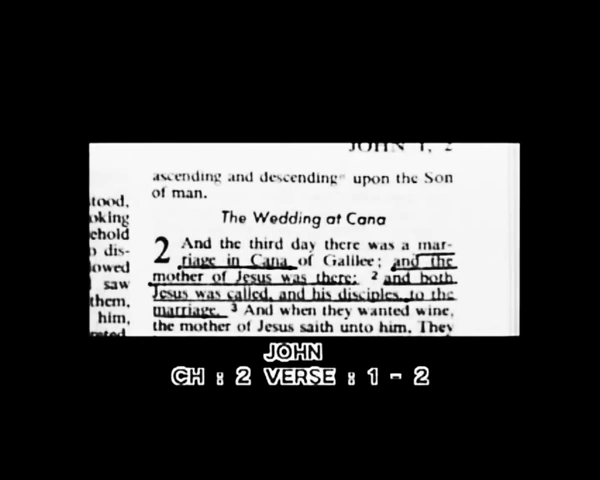 JOHN 1, 2
tood,
oking
ehold
dis-
lowed
saw
them,
him,
ascending and descending upon the Son
of man.
The Wedding at Cana
2 And the third day there was a mar-
riage in Cana of Galilee; and the
mother of Jesus was there: 2 and both
Jesus was called, and his disciples, to the
marriage. 3 And when they wanted wine,
the mother of Jesus saith unto him, They
JOHN
CH : 2 VERSE : 1 - 2